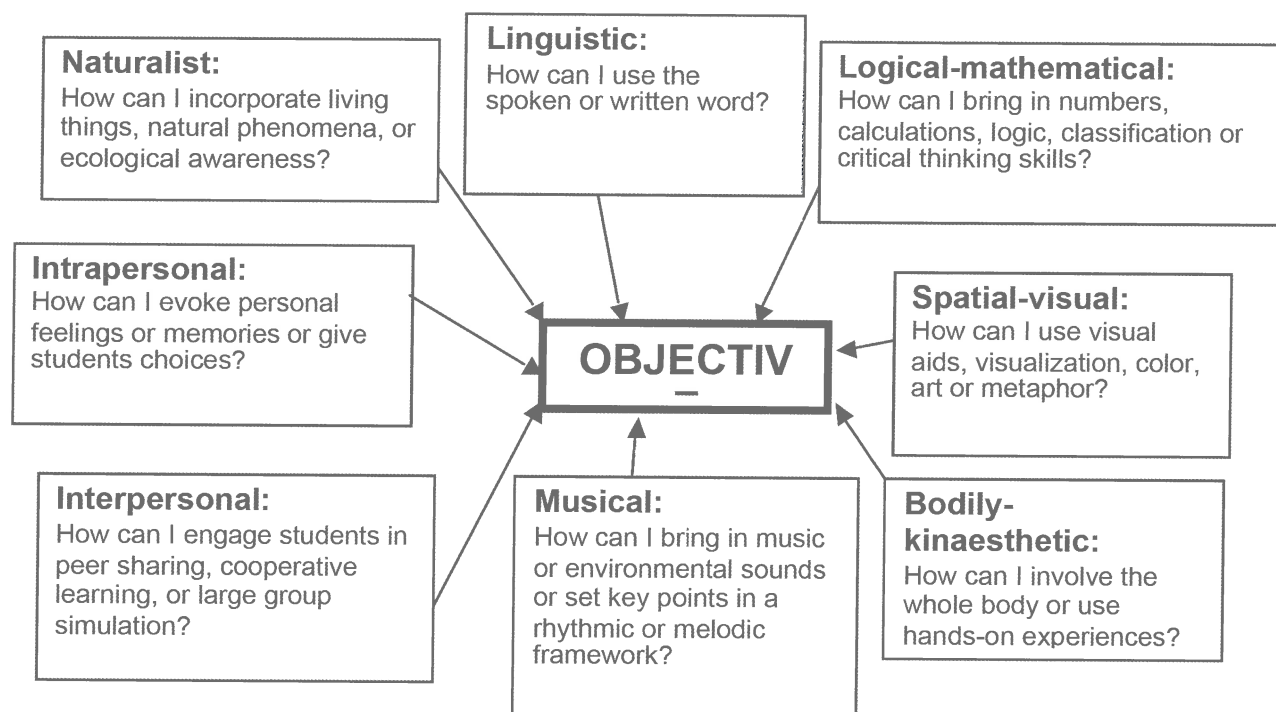 Naturalist:
How can I incorporate living
things, natural phenomena, or
ecological awareness?
Linguistic:
How can I use the
spoken or written word?
Logical-mathematical:
How can I bring in numbers,
calculations, logic, classification or
critical thinking skills?
Intrapersonal:
How can I evoke personal
feelings or memories or give
students choices?
OBJECTIV
Spatial-visual:
How can I use visual
aids, visualization, color,
art or metaphor?
Interpersonal:
How can I engage students in
peer sharing, cooperative
learning, or large group
simulation?
Musical:
How can I bring in music
or environmental sounds
or set key points in a
rhythmic or melodic
framework?
Bodily-
kinaesthetic:
How can I involve the
whole body or use
hands-on experiences?